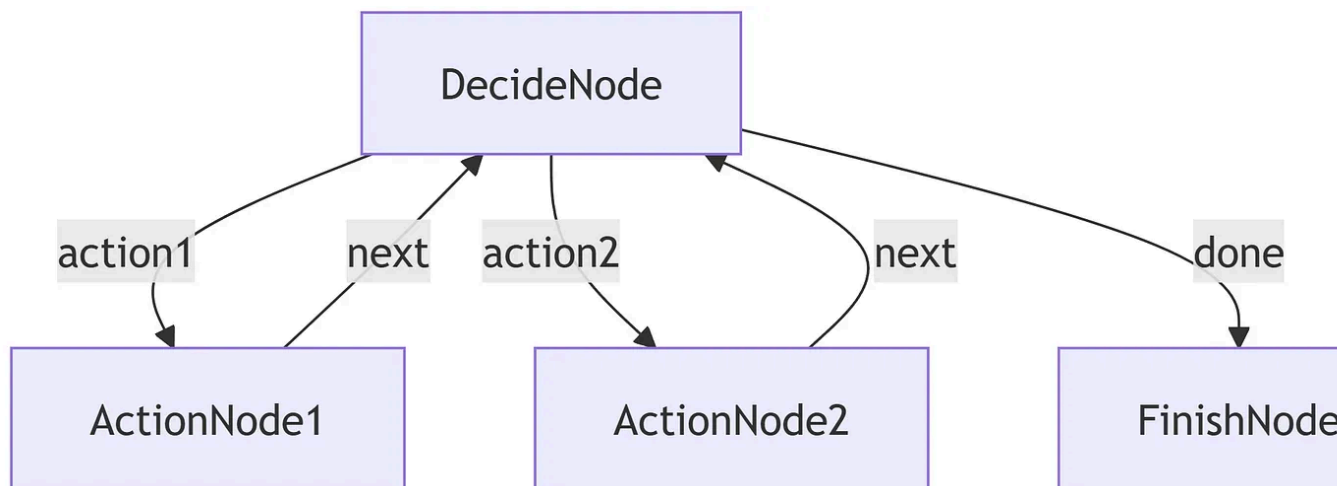 DecideNode
action1
next
action2
next
done
ActionNode1
ActionNode2
FinishNode